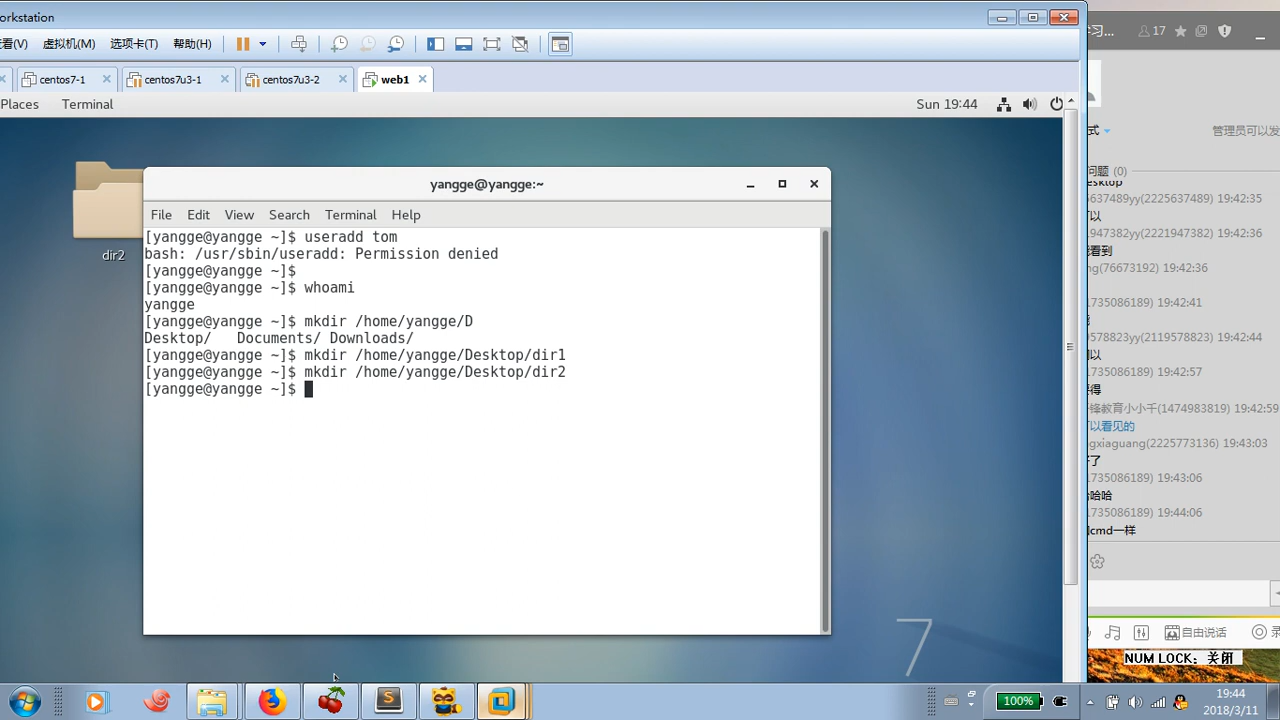 orkstation
看(V) 虚拟机(M) 选项卡(T) 帮助(H)
centos7-1 centos7u3-1 centos7u3-2 web1
Places Terminal Sun 19:44
yangge@yangge:~
File Edit View Search Terminal Help
[yangge@yangge ~]$ useradd tom
bash: /usr/sbin/useradd: Permission denied
[yangge@yangge ~]$
[yangge@yangge ~]$ whoami
yangge
[yangge@yangge ~]$ mkdir /home/yangge/D
Desktop/ Documents/ Downloads/
[yangge@yangge ~]$ mkdir /home/yangge/Desktop/dir1
[yangge@yangge ~]$ mkdir /home/yangge/Desktop/dir2
[yangge@yangge ~]$
dir2
7
习... 17
式 管理员可以发
问题 (0)
esktop
5637489yy(2225637489) 19:42:35
可以
1947382yy(2221947382) 19:42:36
看到
g(76673192) 19:42:36
1735086189) 19:42:41
1735088578) 19:42:57
以
锋教育小小千(1474983819) 19:42:59
以看见的
gxiaguang(2225773136) 19:43:03
了
1735086189) 19:43:06
哈哈
1735086189) 19:44:06
cmd一样
自由说话 录
NUM LOCK：关闭
S
100%
19:44
2018/3/11